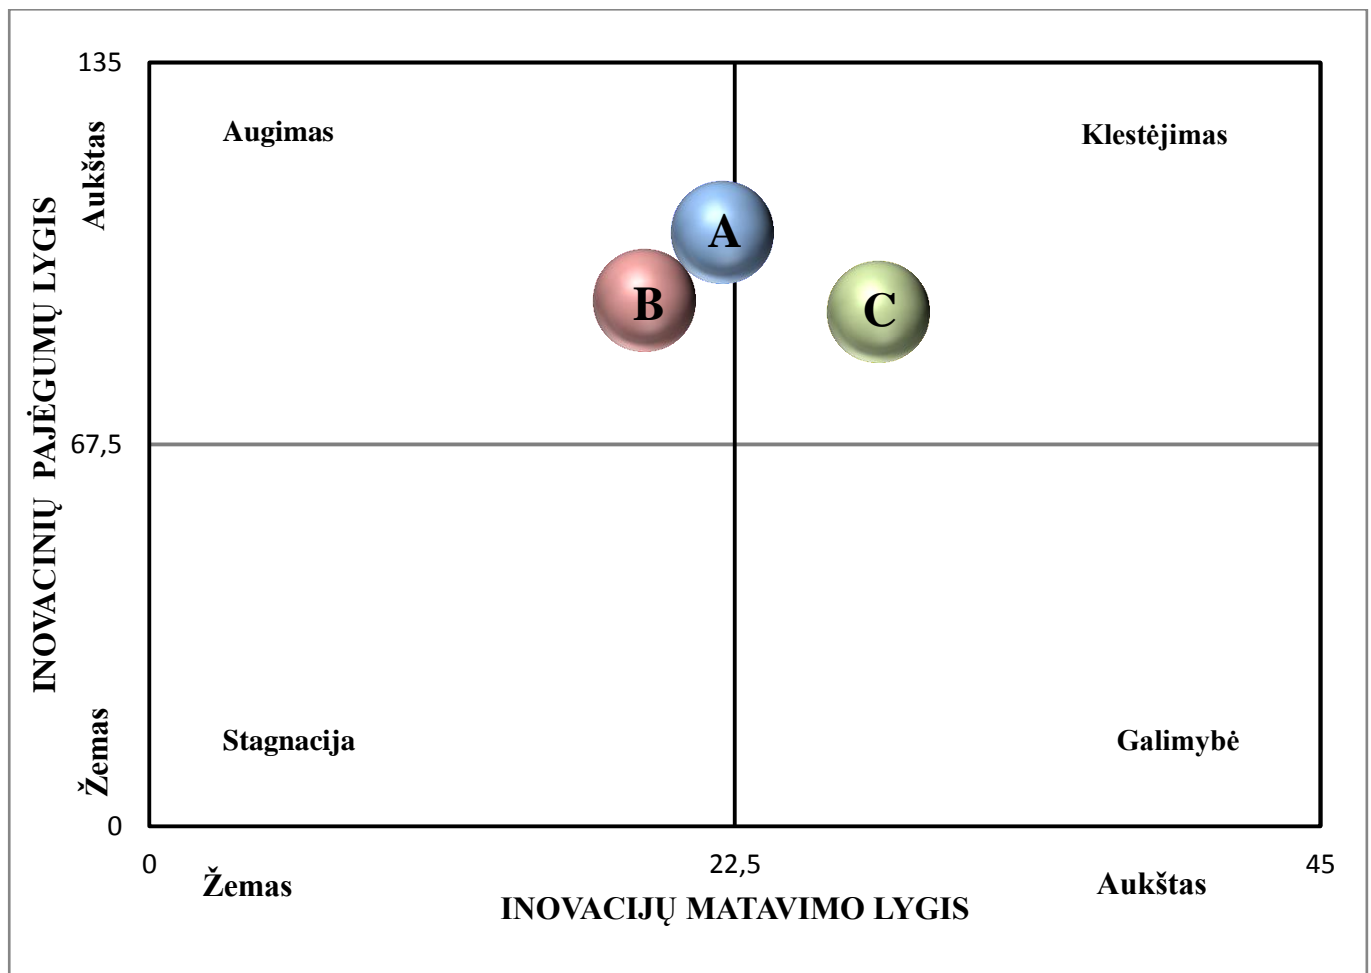 135
Aukštas
Augimas
Klestėjimas
A
B
C
INOVACINIŲ PAJĖGUMŲ LYGIS
67,5
Stagnacija
Galimybė
Žemas
0
0
22,5
45
Žemas
Aukštas
INOVACIJŲ MATAVIMO LYGIS